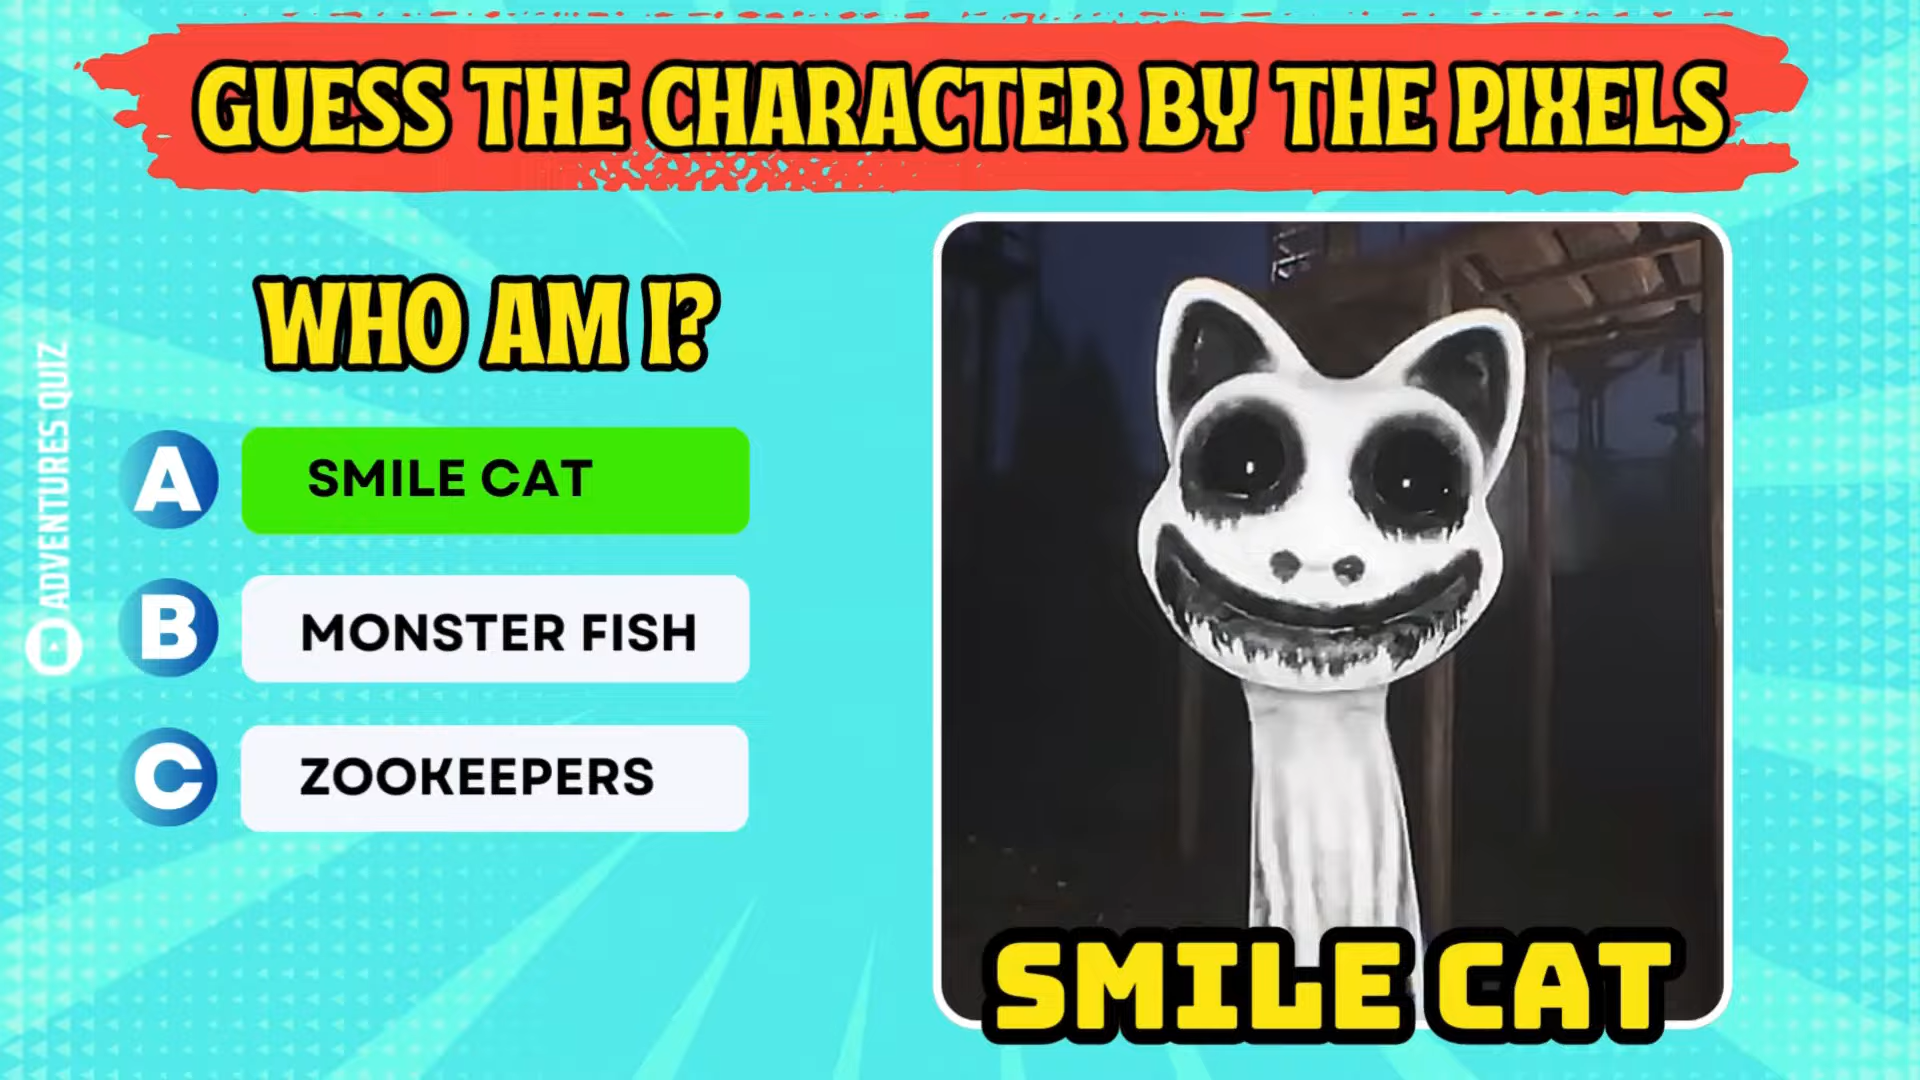 GUESS THE CHARACTER BY THE PIXELS
WHO AM I?
A SMILE CAT
B MONSTER FISH
C ZOOKEEPERS
ADVENTURES QUIZ
SMILE CAT